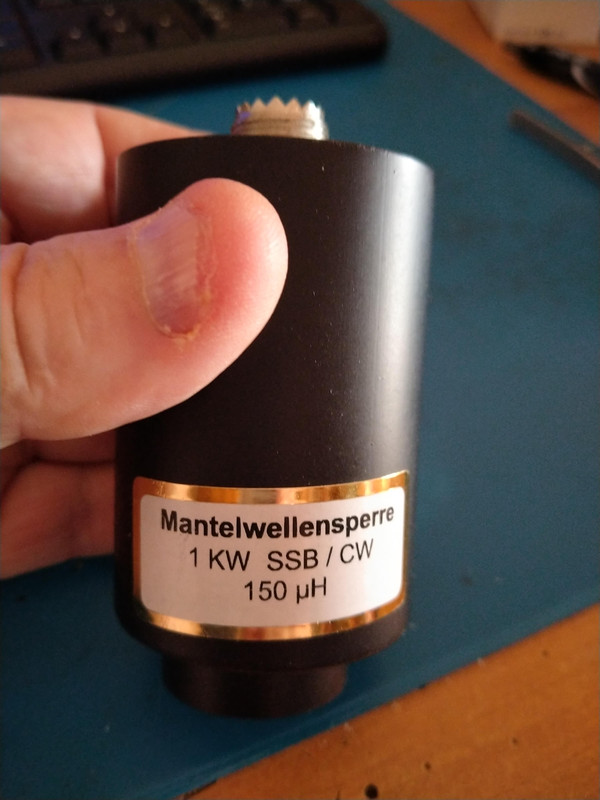 Mantelwellensperre
1 KW SSB / CW
150 µH